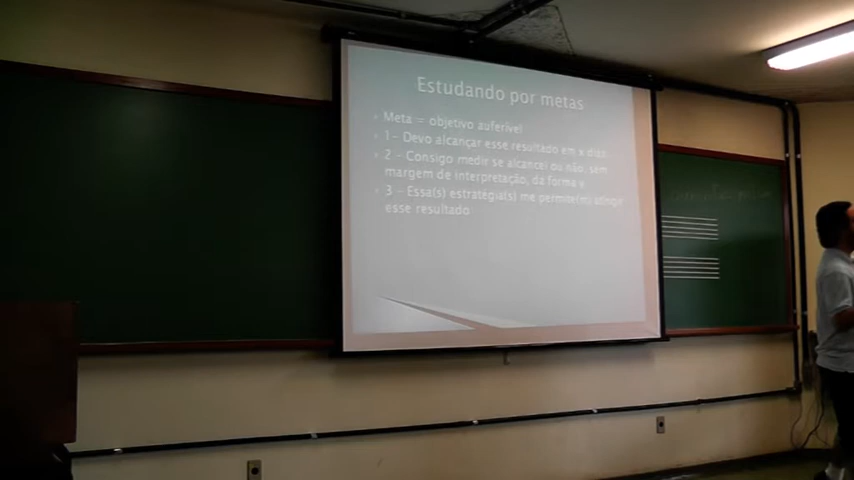 Estudando por metas
Meta = objetivo auferível
1- Devo alcançar esse resultado em x dias
2 - Consigo medir se alcancei ou não, sem
margem de interpretação, da forma y
3 - Essa(s) estratégia(s) me permite(m) atingir
esse resultado